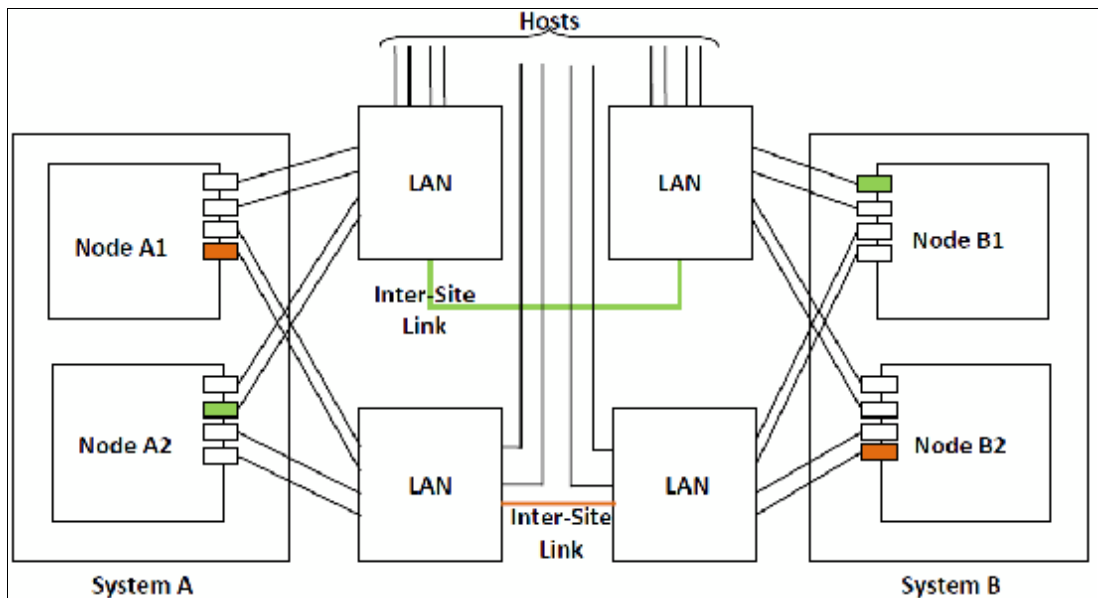 Hosts
LAN
LAN
Node A1
Node B1
Inter-Site
Link
Node A2
LAN
LAN
Node B2
Inter-Site
Link
System A
System B